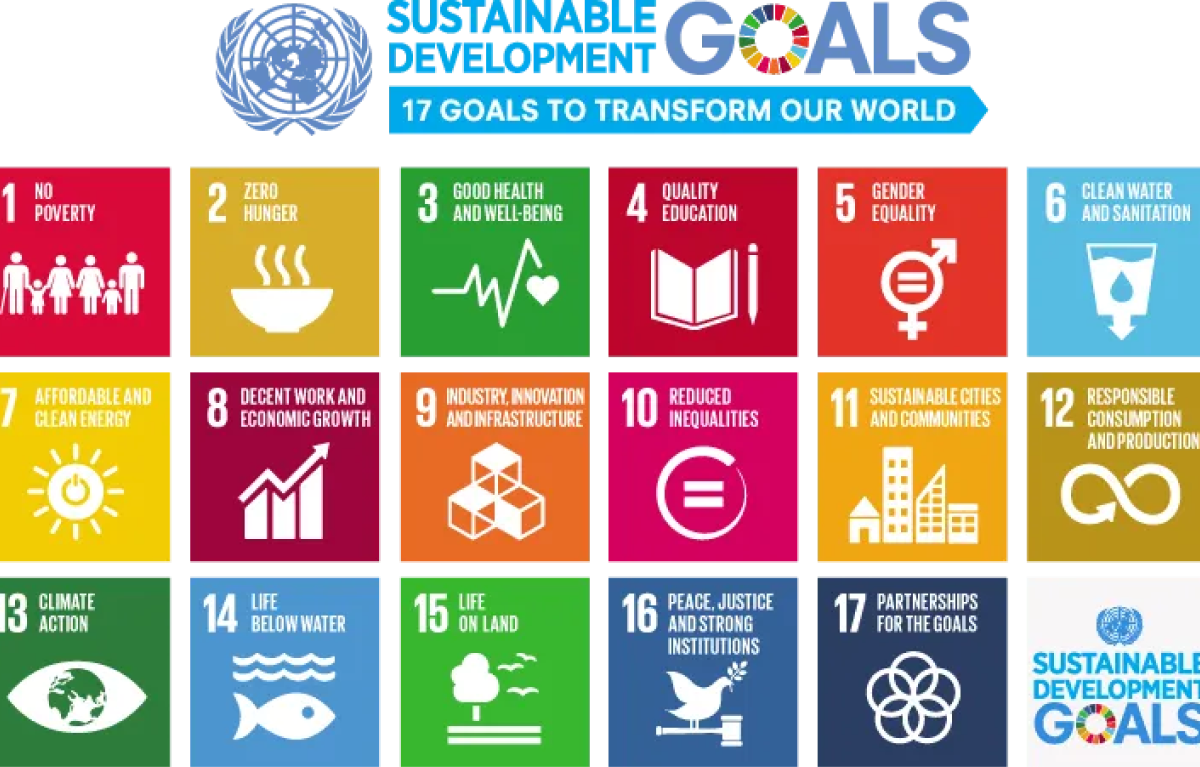 SUSTAINABLE
DEVELOPMENT
GOALS
17 GOALS TO TRANSFORM OUR WORLD
1 NO
POVERTY
2 ZERO
HUNGER
3 GOOD HEALTH
AND WELL-BEING
4 QUALITY
EDUCATION
5 GENDER
EQUALITY
6 CLEAN WATER
AND SANITATION
7 AFFORDABLE AND
CLEAN ENERGY
8 DECENT WORK AND
ECONOMIC GROWTH
9 INDUSTRY, INNOVATION
AND INFRASTRUCTURE
10 REDUCED
INEQUALITIES
11 SUSTAINABLE CITIES
AND COMMUNITIES
12 RESPONSIBLE
CONSUMPTION
AND PRODUCTION
13 CLIMATE
ACTION
14 LIFE
BELOW WATER
15 LIFE
ON LAND
16 PEACE, JUSTICE
AND STRONG
INSTITUTIONS
17 PARTNERSHIPS
FOR THE GOALS
SUSTAINABLE
DEVELOPMENT
GOALS